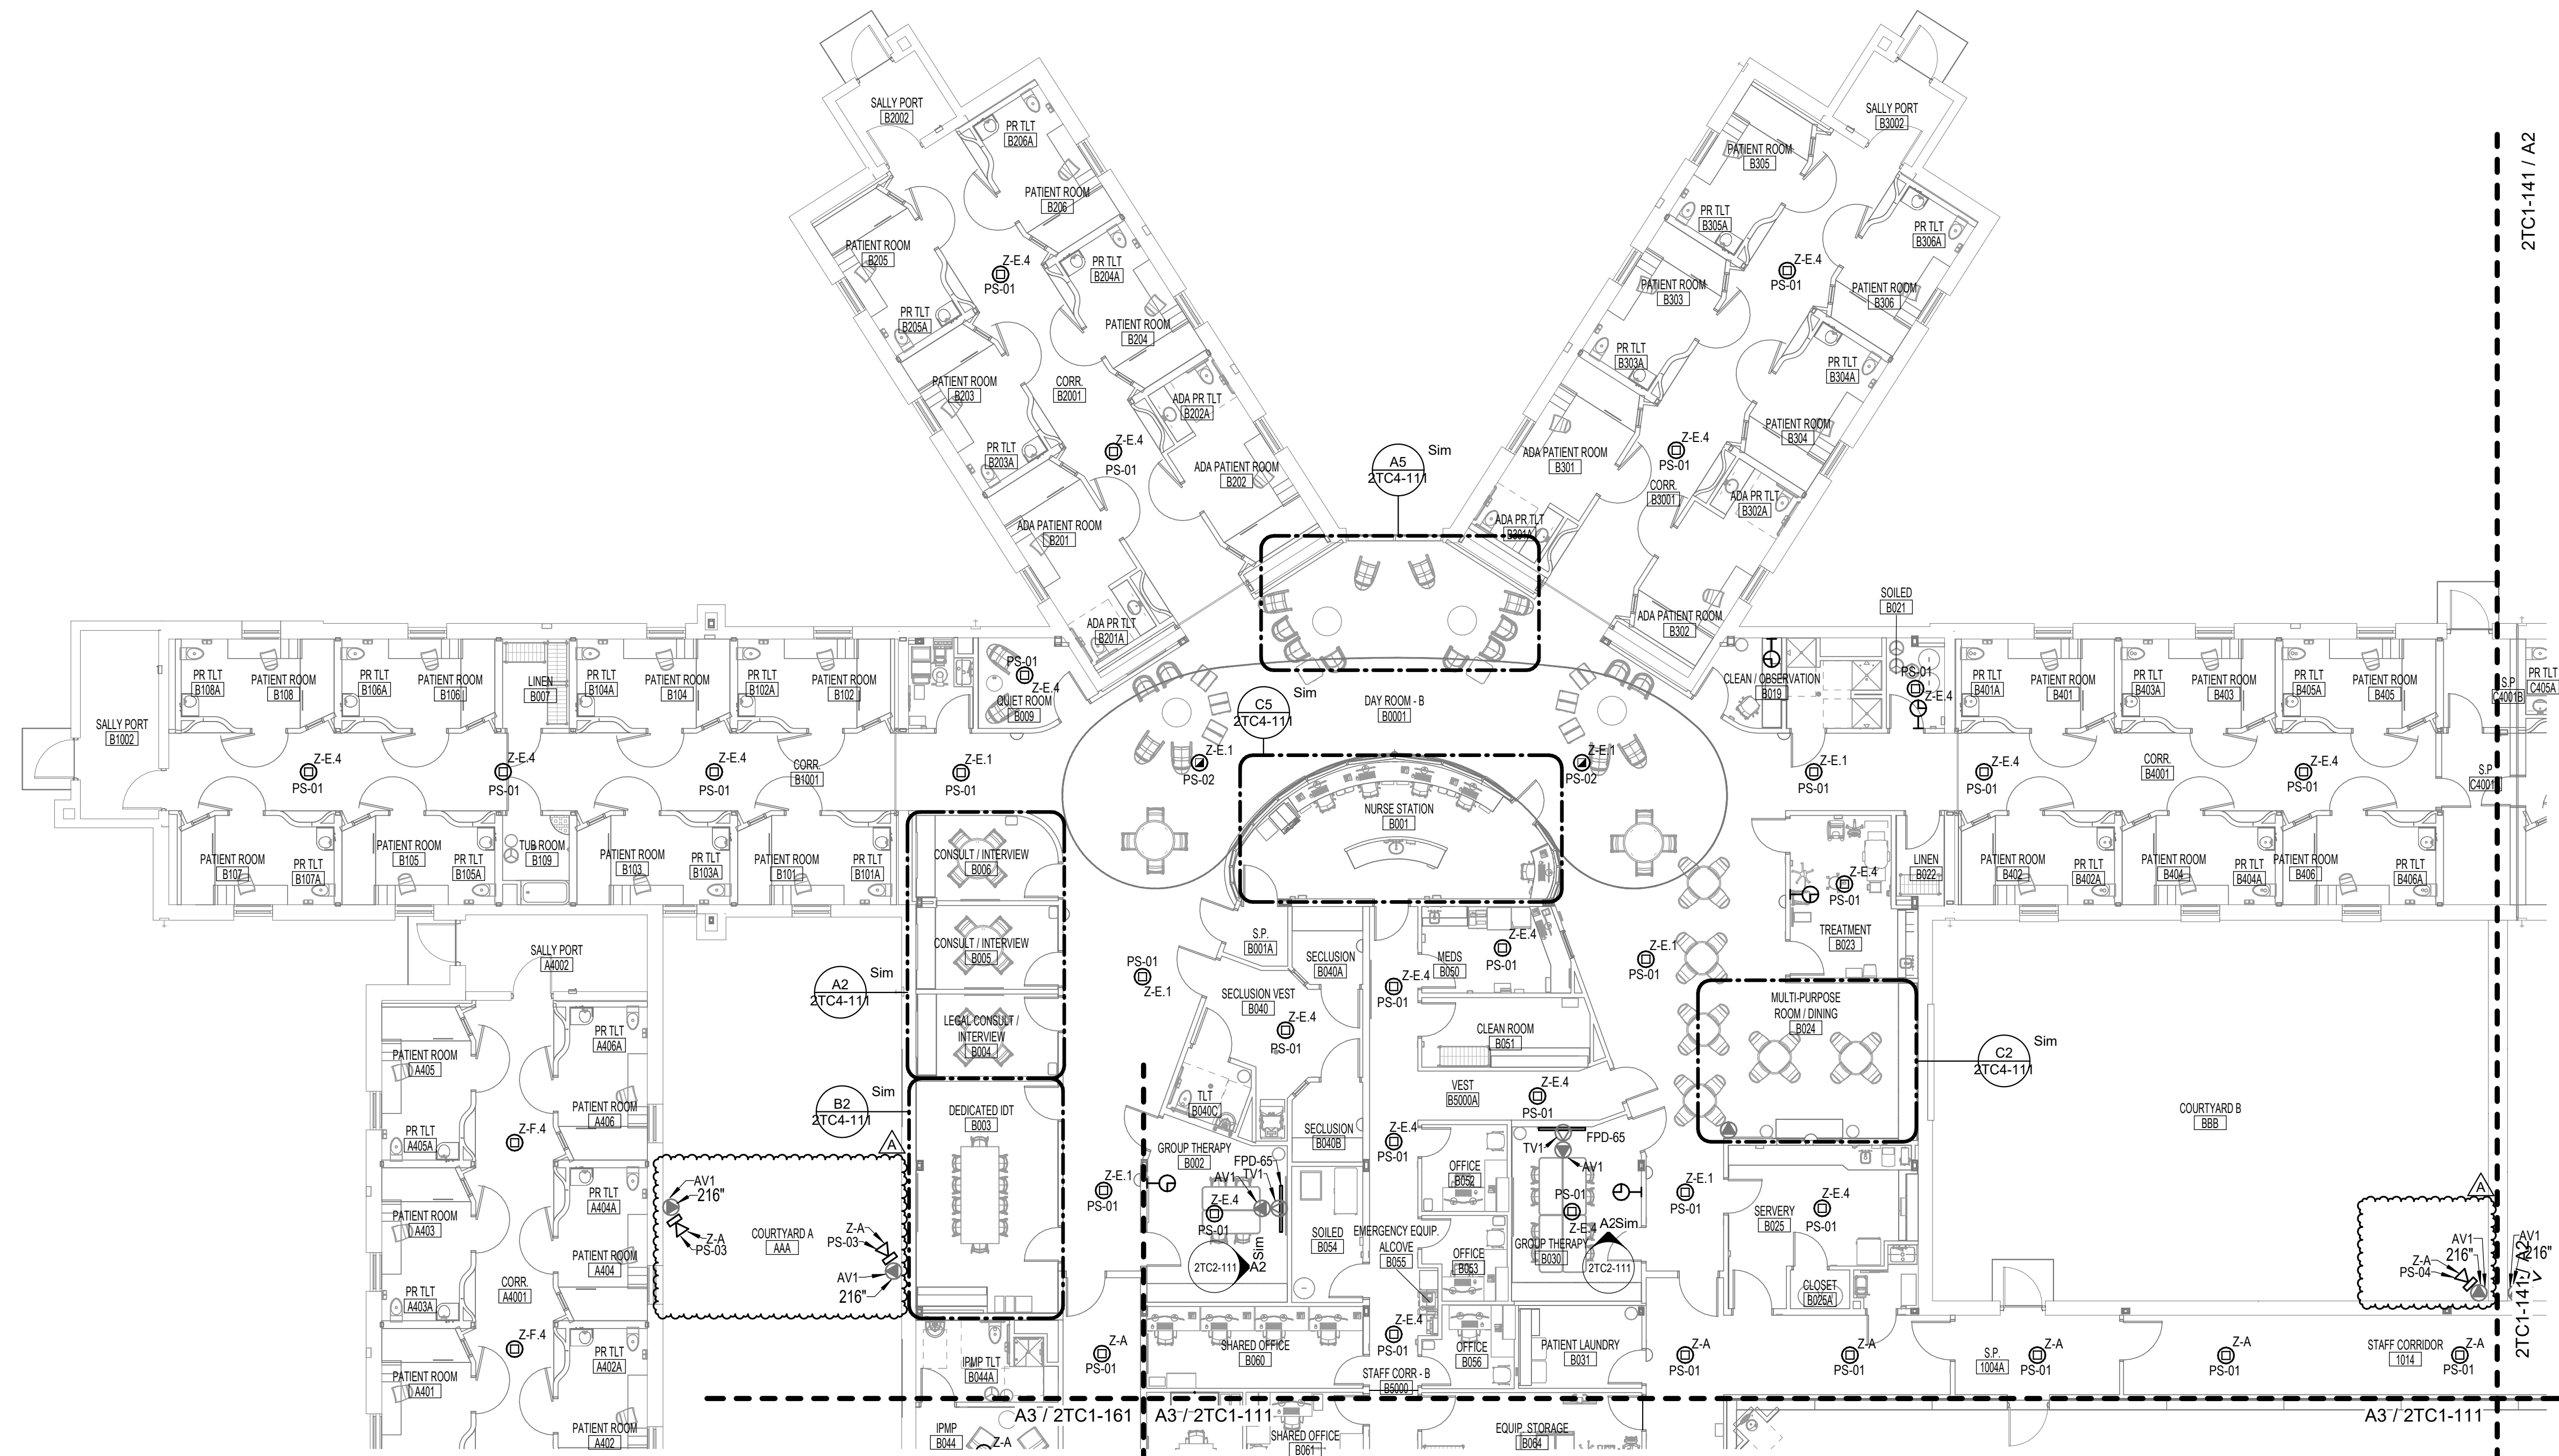 SALLY PORT
B2002
PR TLT
B206A
PATIENT ROOM
B206
PATIENT ROOM
B205
Z-E.4
PS-01
PR TLT
B204A
PR TLT
B205A
PATIENT ROOM
B204
PATIENT ROOM
B203
CORR.
B2001
ADA PR TLT
B202A
PR TLT
B203A
Z-E.4
PS-01
ADA PATIENT ROOM
B202
ADA PATIENT ROOM
B201
ADA PR TLT
B201A
SALLY PORT
B3002
PATIENT ROOM
B305
PR TLT
B305A
PR TLT
B306A
Z-E.4
PS-01
PATIENT ROOM
B303
PATIENT ROOM
B306
PR TLT
B303A
PR TLT
B304A
PATIENT ROOM
B304
Z-E.4
PS-01
ADA PATIENT ROOM
B301
CORR.
B3001
ADA PR TLT
B302A
ADA PR TLT
B301A
ADA PATIENT ROOM
B302
2TC1-141 / A2
A5
2TC4-111
Sim
SOILED
B021
PR TLT
B108A
PATIENT ROOM
B108
PR TLT
B106A
PATIENT ROOM
B106
LINEN
B007
PR TLT
B104A
PATIENT ROOM
B104
PR TLT
B102A
PATIENT ROOM
B102
PS-01
Z-E.4
QUIET ROOM
B009
C5
2TC4-111
Sim
DAY ROOM - B
B0001
CLEAN / OBSERVATION
B019
PS-01
Z-E.4
PR TLT
B401A
PATIENT ROOM
B401
PR TLT
B403A
PATIENT ROOM
B403
PR TLT
B405A
PATIENT ROOM
B405
S.P.
C4001B
PR TLT
C405A
SALLY PORT
B1002
Z-E.4
PS-01
Z-E.4
PS-01
Z-E.4
PS-01
CORR.
B1001
Z-E.1
PS-01
Z-E.1
PS-02
Z-E.1
PS-02
Z-E.1
PS-01
Z-E.4
PS-01
CORR.
B4001
Z-E.4
PS-01
S.P.
NURSE STATION
B001
PATIENT ROOM
B107
PR TLT
B107A
PATIENT ROOM
B105
PR TLT
B105A
TUB ROOM
B109
PATIENT ROOM
B103
PR TLT
B103A
PATIENT ROOM
B101
PR TLT
B101A
CONSULT / INTERVIEW
B006
Z-E.4
PS-01
LINEN
B022
PATIENT ROOM
B402
PR TLT
B402A
PATIENT ROOM
B404
PR TLT
B404A
PATIENT ROOM
B406
PR TLT
B406A
SALLY PORT
A4002
CONSULT / INTERVIEW
B005
A2
2TC4-111
Sim
PS-01
Z-E.1
S.P.
B001A
SECLUSION
B040A
SECLUSION VEST
B040
Z-E.4
PS-01
MEDS
B050
Z-E.4
PS-01
Z-E.4
PS-01
Z-E.1
PS-01
TREATMENT
B023
MULTI-PURPOSE
ROOM / DINING
B024
LEGAL CONSULT /
INTERVIEW
B004
CLEAN ROOM
B051
C2
2TC4-111
Sim
PATIENT ROOM
A405
PR TLT
A406A
PATIENT ROOM
A406
PR TLT
A405A
Z-F.4
B2
2TC4-111
Sim
A
DEDICATED IDT
B003
TLT
B040C
VEST
B5000A
Z-E.4
PS-01
SECLUSION
B040B
Z-E.4
PS-01
COURTYARD B
BBB
GROUP THERAPY
B002
FPD-65
TV1
AV1
Z-E.4
PS-01
Z-E.1
PS-01
OFFICE
B052
TV1
FPD-65
AV1
PS-01
Z-E.4
GROUP THERAPY
B030
Z-E.1
PS-01
Z-E.4
PS-01
SERVERY
B025
AV1
216"
Z-A
PS-03
COURTYARD A
AAA
Z-A
PS-03
AV1
216"
PATIENT ROOM
A403
PR TLT
A404A
PATIENT ROOM
A404
CORR.
A4001
PR TLT
A403A
2TC2-111
A2
Sim
SOILED
B054
EMERGENCY EQUIP.
ALCOVE
B055
OFFICE
B053
A2
Sim
2TC2-111
CLOSET
B025A
A
AV1
216"
Z-A
PS-04
AV1
216"
2TC1-141 / A2
Z-F.4
PR TLT
A402A
PATIENT ROOM
A401
PATIENT ROOM
A402
IPMP TLT
B044A
Z-A
PS-01
SHARED OFFICE
B060
Z-E.4
PS-01
OFFICE
B056
PATIENT LAUNDRY
B031
Z-A
PS-01
Z-A
PS-01
S.P.
1004A
Z-A
PS-01
Z-A
PS-01
STAFF CORRIDOR
1014
Z-A
PS-01
STAFF CORR - B
B5000
A3 / 2TC1-161
A3 / 2TC1-111
A3 / 2TC1-111
IPMP
B044
Z-A
SHARED OFFICE
B061
EQUIP. STORAGE
B064